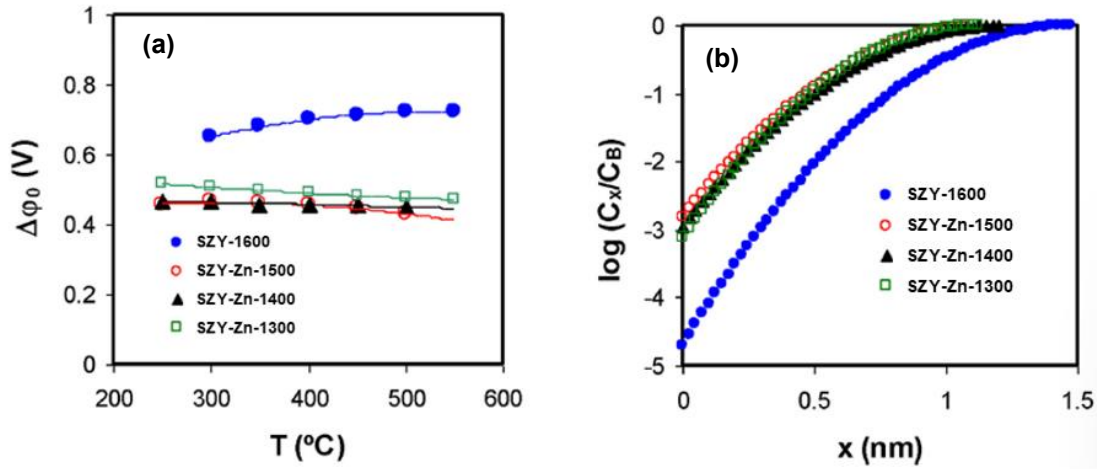 (a)
1
0.8
0.6
0.4
0.2
0
Δφ₀ (V)
SZY-1600
SZY-Zn-1500
SZY-Zn-1400
SZY-Zn-1300
200 300 400 500 600
T (ºC)
(b)
0
-1
-2
-3
-4
-5
log (Cₓ/C_B)
SZY-1600
SZY-Zn-1500
SZY-Zn-1400
SZY-Zn-1300
0 0.5 1 1.5
x (nm)